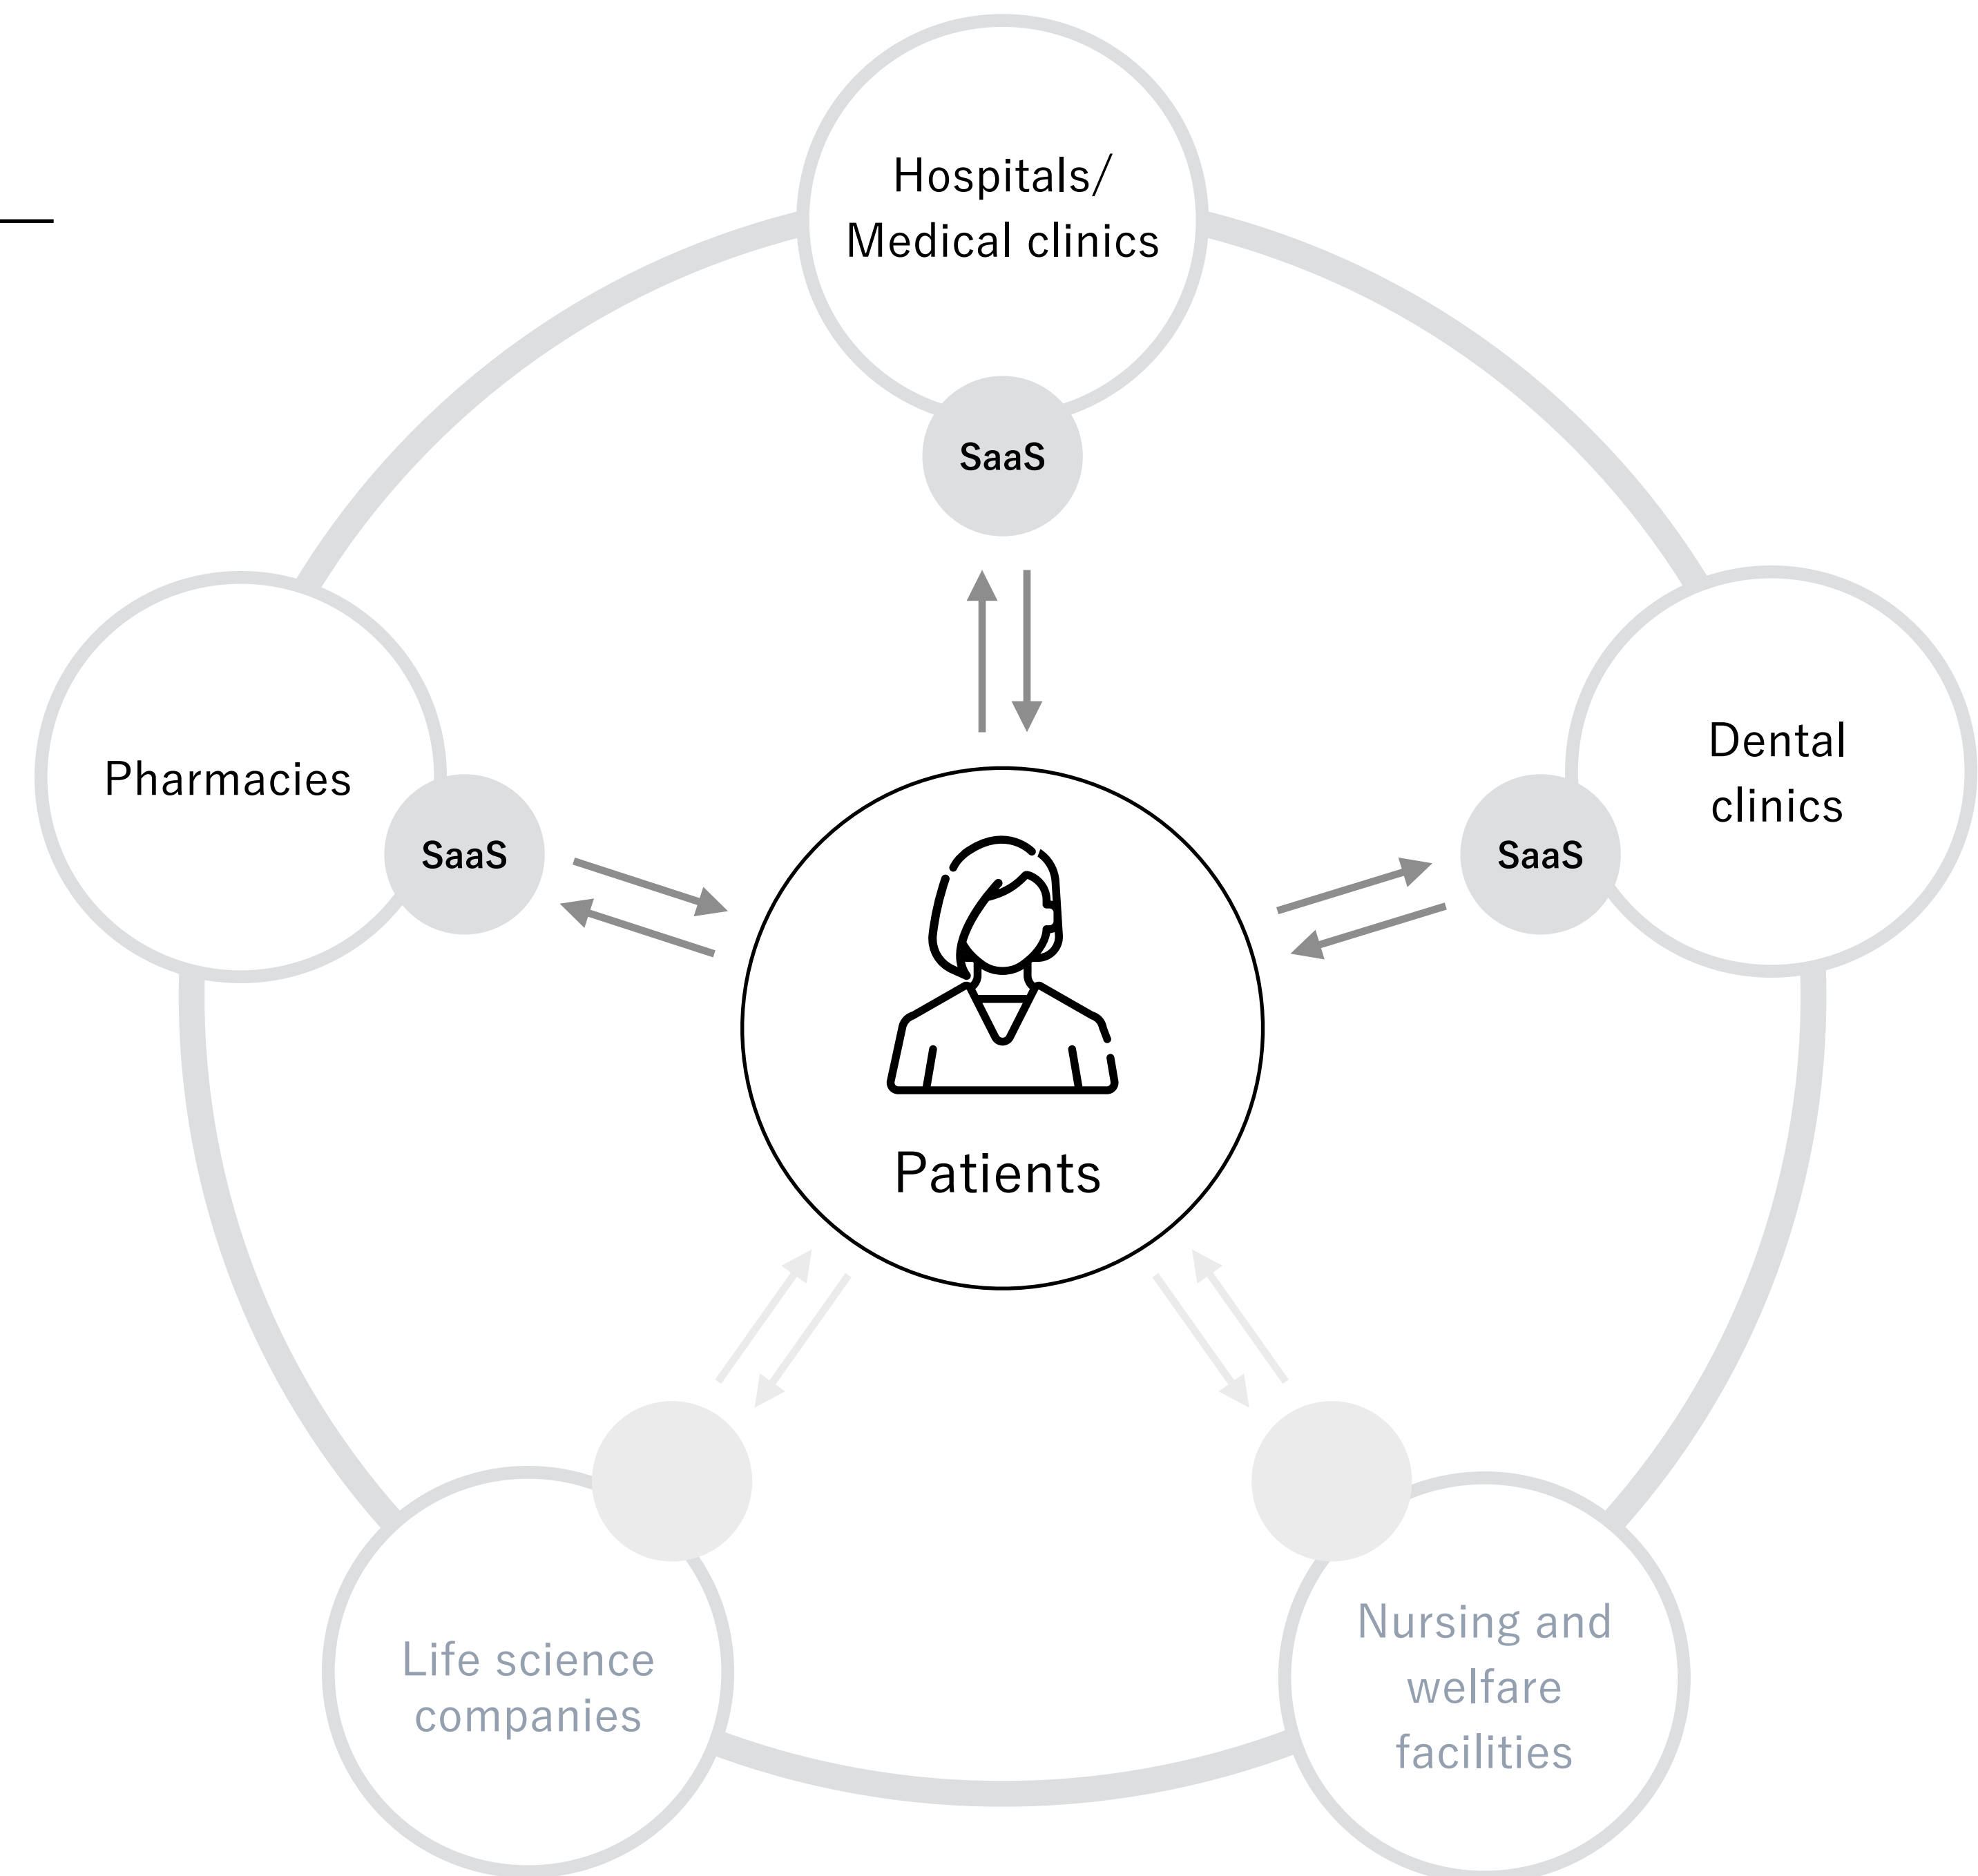 Hospitals/
Medical clinics
SaaS
Pharmacies
SaaS
Dental
clinics
SaaS
Patients
Life science
companies
Nursing and
welfare
facilities